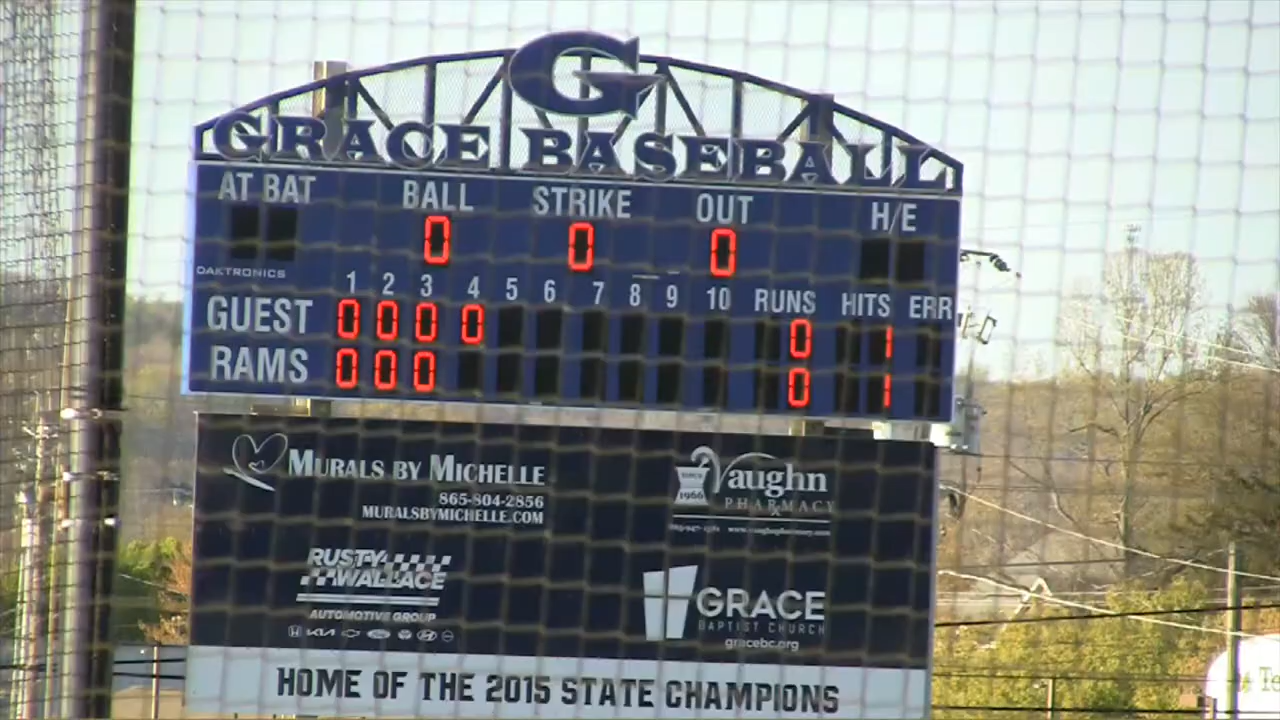 G
GRACE BASEBALL
AT BAT BALL STRIKE OUT H/E
0 0 0
DAKTRONICS
1 2 3 4 5 6 7 8 9 10 RUNS HITS ERR
GUEST 0 0 0 0 0 1
RAMS 0 0 0 0 1
MURALS BY MICHELLE
865-804-2856
MURALSBYMICHELLE.COM
SINCE 1966
Vaughn
PHARMACY
RUSTY WALLACE
AUTOMOTIVE GROUP
KIA
GRACE
BAPTIST CHURCH
gracebc.org
HOME OF THE 2015 STATE CHAMPIONS
Te